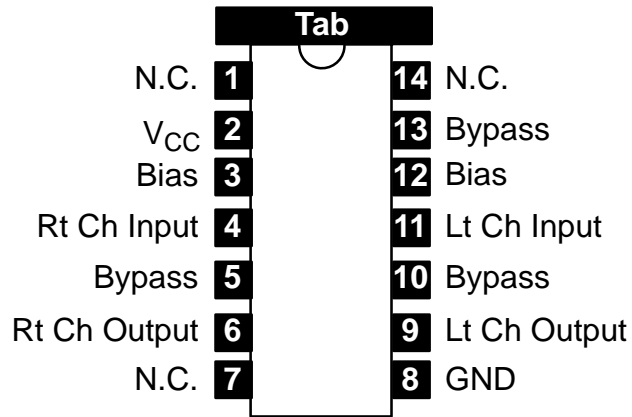 Tab
N.C. 1 14 N.C.
VCC 2 13 Bypass
Bias 3 12 Bias
Rt Ch Input 4 11 Lt Ch Input
Bypass 5 10 Bypass
Rt Ch Output 6 9 Lt Ch Output
N.C. 7 8 GND